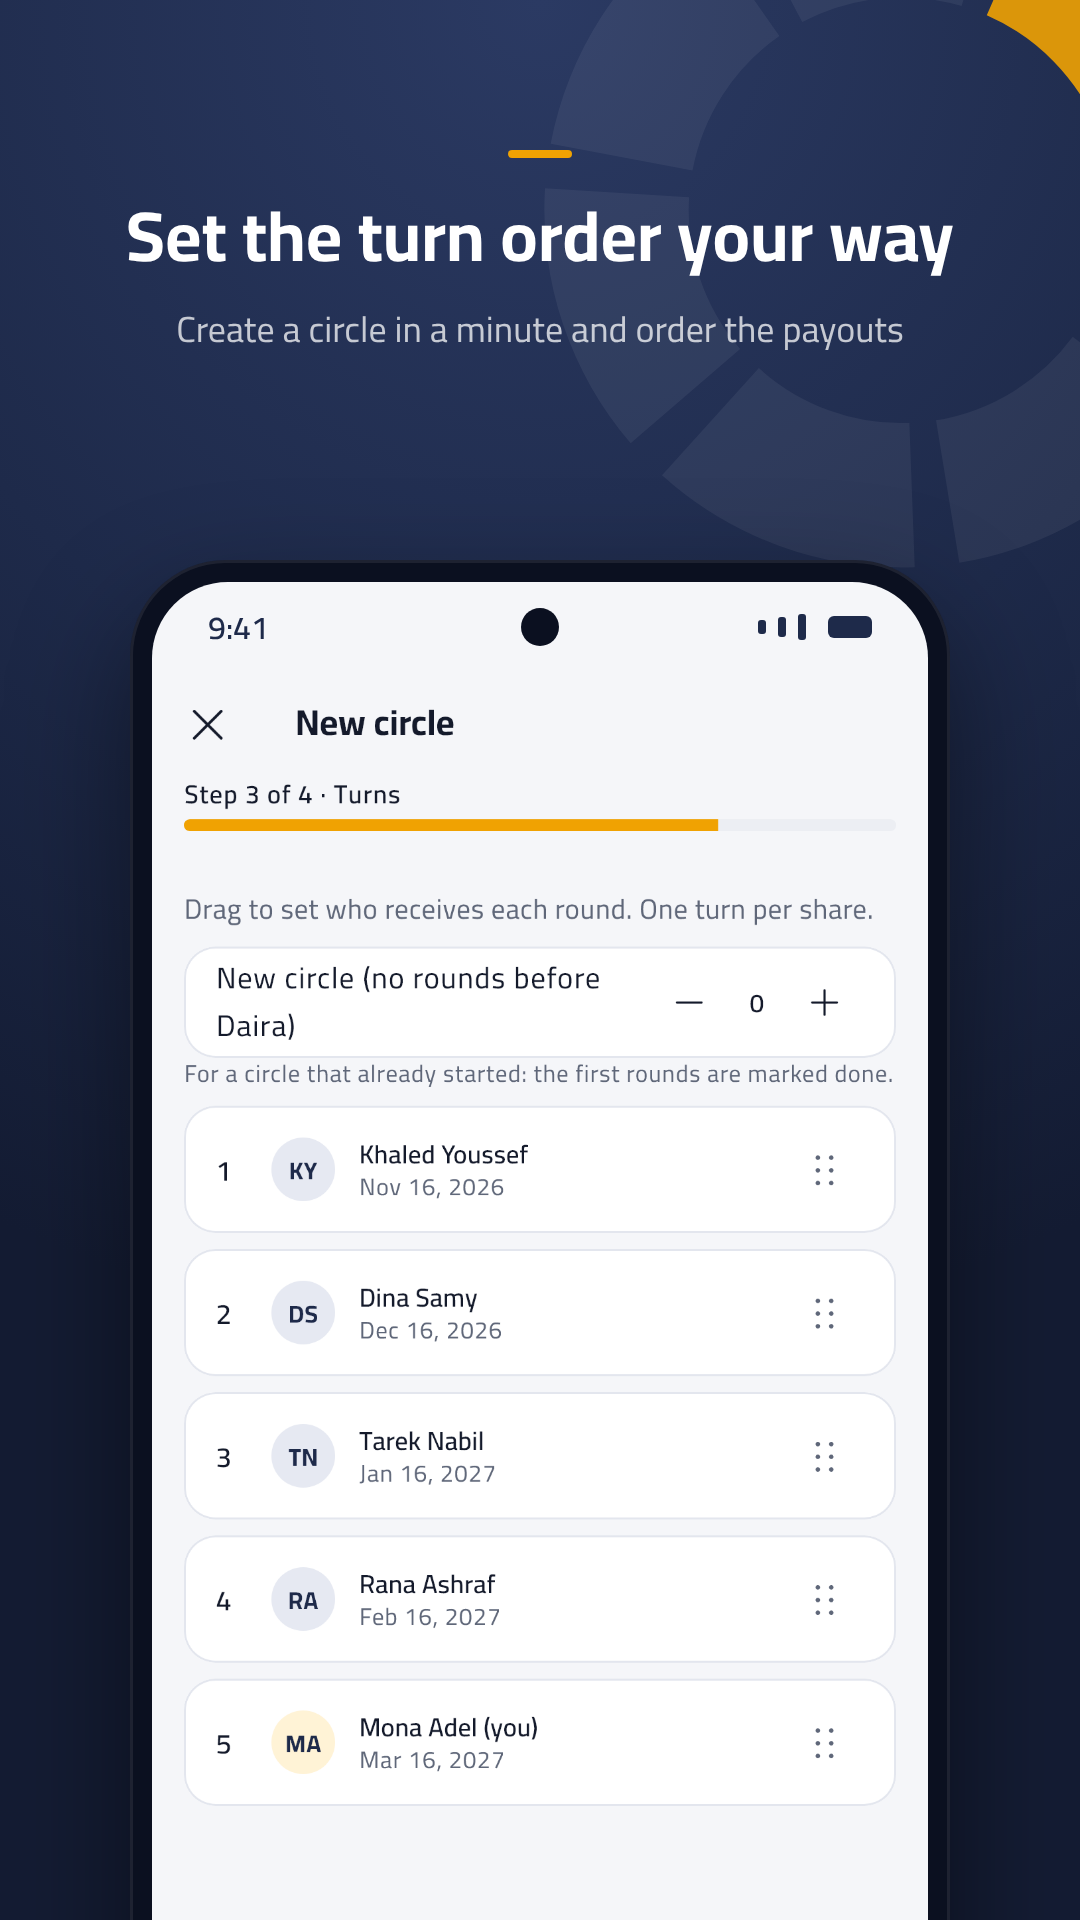 Set the turn order your way
Create a circle in a minute and order the payouts
9:41
New circle
Step 3 of 4 · Turns
Drag to set who receives each round. One turn per share.
New circle (no rounds before
Daira)
0
For a circle that already started: the first rounds are marked done.
1
KY
Khaled Youssef
Nov 16, 2026
2
DS
Dina Samy
Dec 16, 2026
3
TN
Tarek Nabil
Jan 16, 2027
4
RA
Rana Ashraf
Feb 16, 2027
5
MA
Mona Adel (you)
Mar 16, 2027